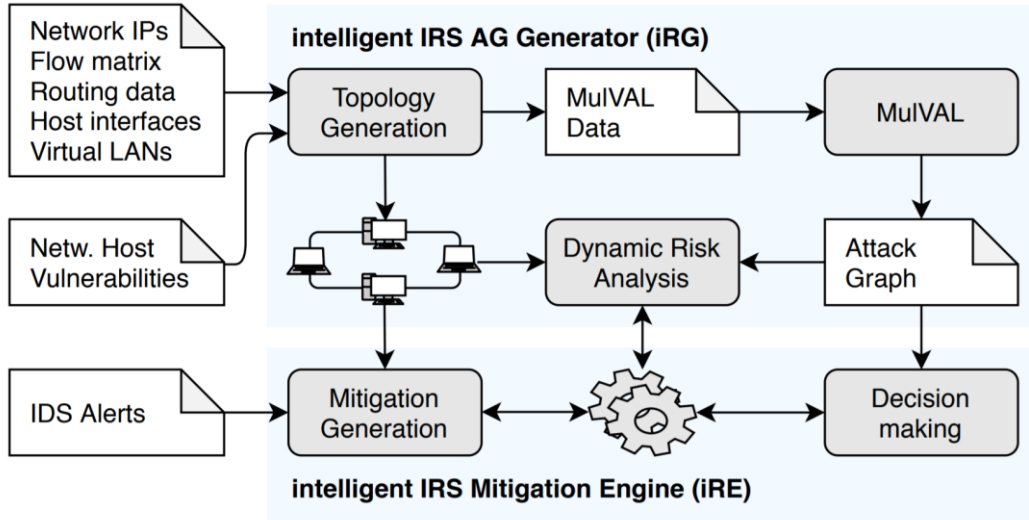 Network IPs
Flow matrix
Routing data
Host interfaces
Virtual LANs
intelligent IRS AG Generator (iRG)
Topology
Generation
MulVAL
Data
MulVAL
Netw. Host
Vulnerabilities
Dynamic Risk
Analysis
Attack
Graph
IDS Alerts
Mitigation
Generation
Decision
making
intelligent IRS Mitigation Engine (iRE)